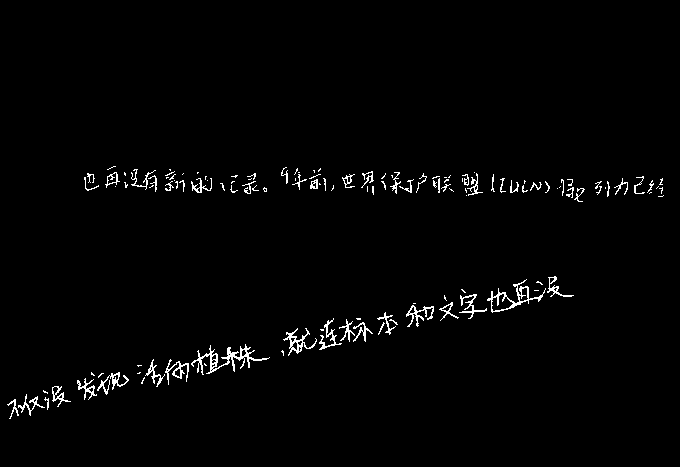 也再没有新的记录。9年前,世界保护联盟(IUCN)将它列为已经
不仅没发现活的植株,就连标本和文字也再没